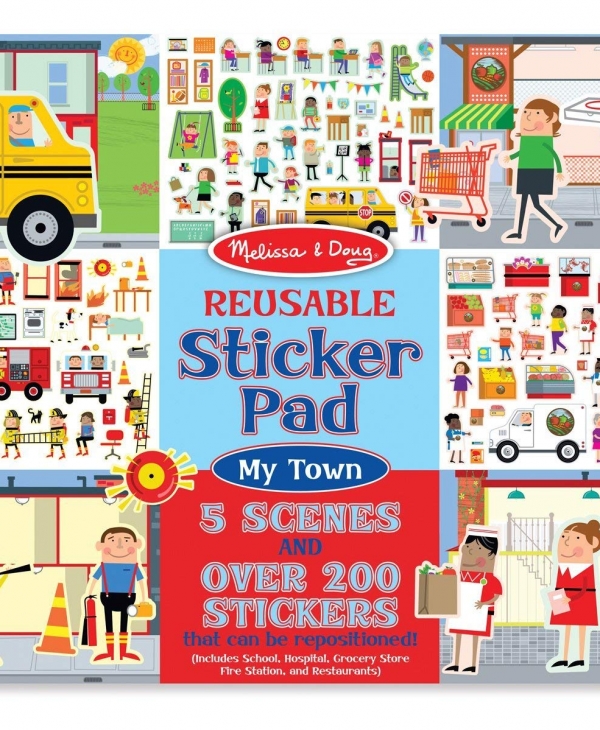 STOP
Melissa & Doug
REUSABLE
Sticker
Pad
My Town
5 SCENES
AND
OVER 200
STICKERS
that can be repositioned!
(Includes School, Hospital, Grocery Store
Fire Station, and Restaurants)